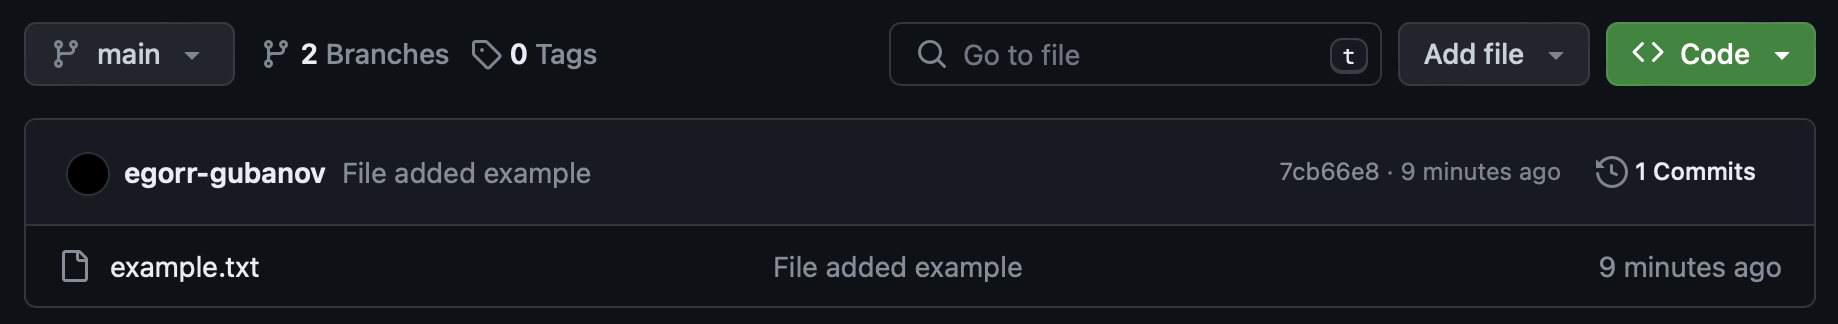 main 2 Branches 0 Tags Go to file t Add file Code
egorr-gubanov File added example 7cb66e8 · 9 minutes ago 1 Commits
example.txt File added example 9 minutes ago